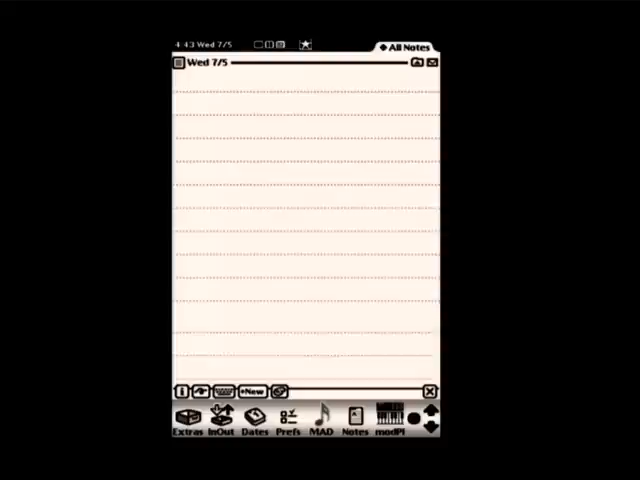 4 43 Wed 7/5
◆ All Notes
Wed 7/5
i
•New
Extras InOut Dates Prefs MAD Notes modPl